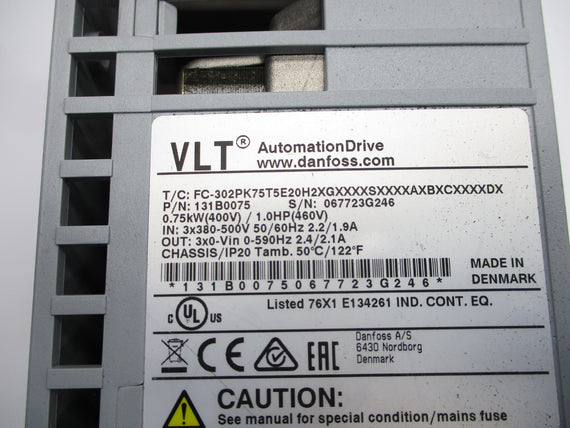 VLT® AutomationDrive
www.danfoss.com
T/C: FC-302PK75T5E20H2XGXXXXSXXXXAXBXCXXXXDX
P/N: 131B0075 S/N: 067723G246
0.75kW(400V) / 1.0HP(460V)
IN: 3x380-500V 50/60Hz 2.2/1.9A
OUT: 3x0-Vin 0-590Hz 2.4/2.1A
CHASSIS/IP20 Tamb. 50°C/122°F
*131B0075067723G246*
MADE IN
DENMARK
c UL US
Listed 76X1 E134261 IND. CONT. EQ.
CE EAC
Danfoss A/S
6430 Nordborg
Denmark
CAUTION:
See manual for special condition/mains fuse